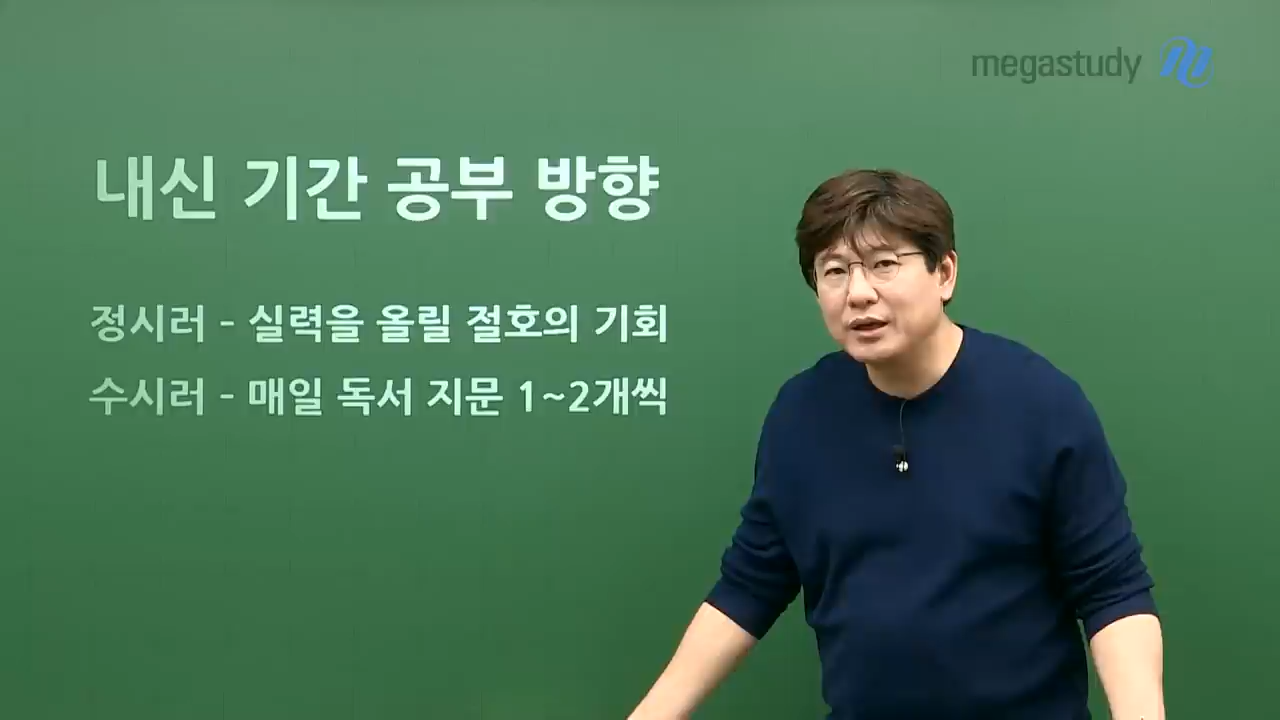 megastudy
내신 기간 공부 방향
정시러 - 실력을 올릴 절호의 기회
수시러 - 매일 독서 지문 1~2개씩